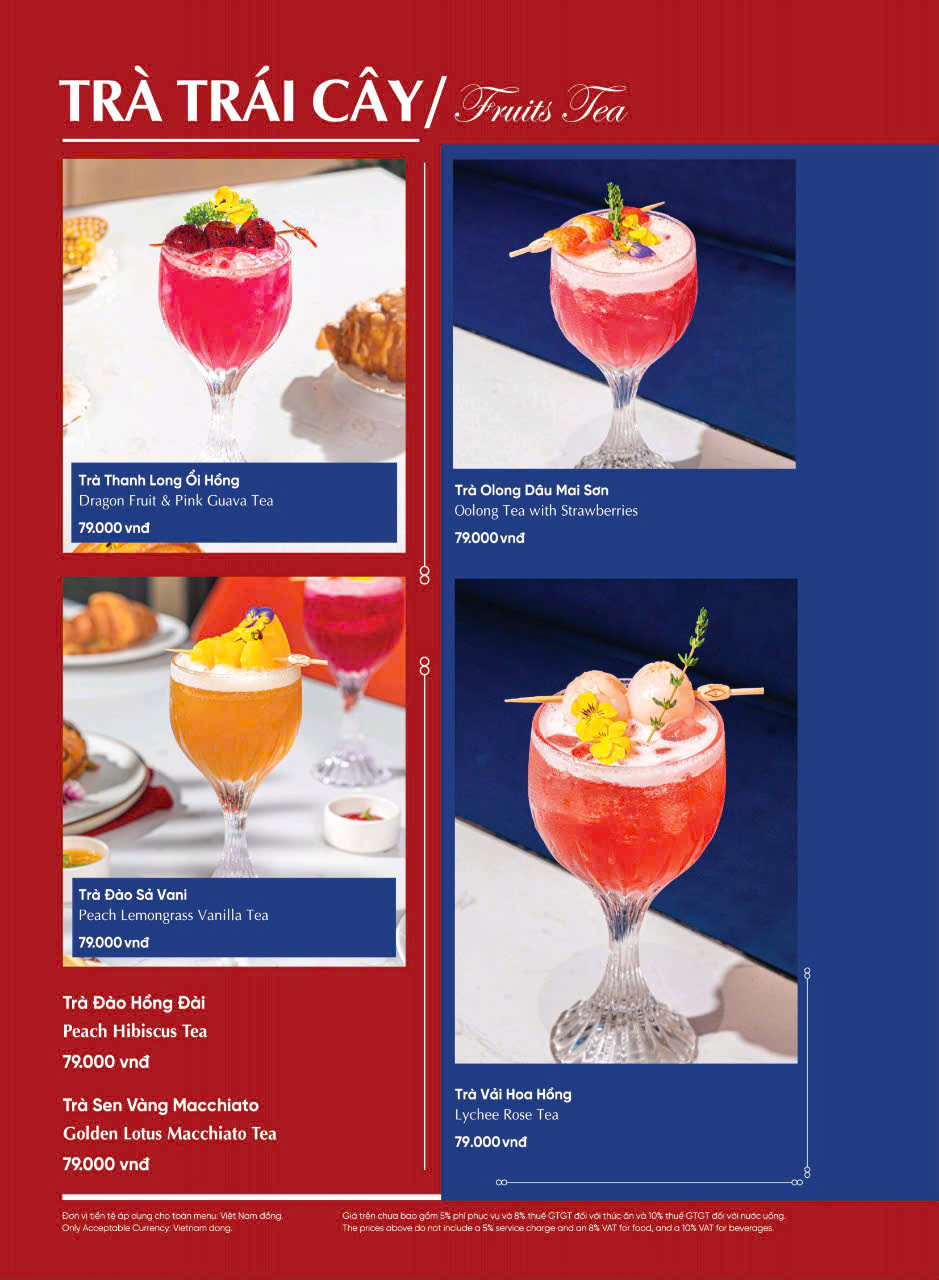 TRÀ TRÁI CÂY/ Fruits Tea
Trà Thanh Long Ổi Hồng
Dragon Fruit & Pink Guava Tea
79.000 vnđ
Trà Đào Sả Vani
Peach Lemongrass Vanilla Tea
79.000 vnđ
Trà Đào Hồng Đài
Peach Hibiscus Tea
79.000 vnđ
Trà Sen Vàng Macchiato
Golden Lotus Macchiato Tea
79.000 vnđ
Trà Olong Dâu Mai Sơn
Oolong Tea with Strawberries
79.000 vnđ
Trà Vải Hoa Hồng
Lychee Rose Tea
79.000 vnđ
Đơn vị tiền tệ áp dụng cho toàn menu: Việt Nam đồng.
Only Acceptable Currency: Vietnam dong.
Giá trên chưa bao gồm 5% phí phục vụ và 8% thuế GTGT đối với thức ăn và 10% thuế GTGT đối với nước uống.
The prices above do not include a 5% service charge and an 8% VAT for food, and a 10% VAT for beverages.